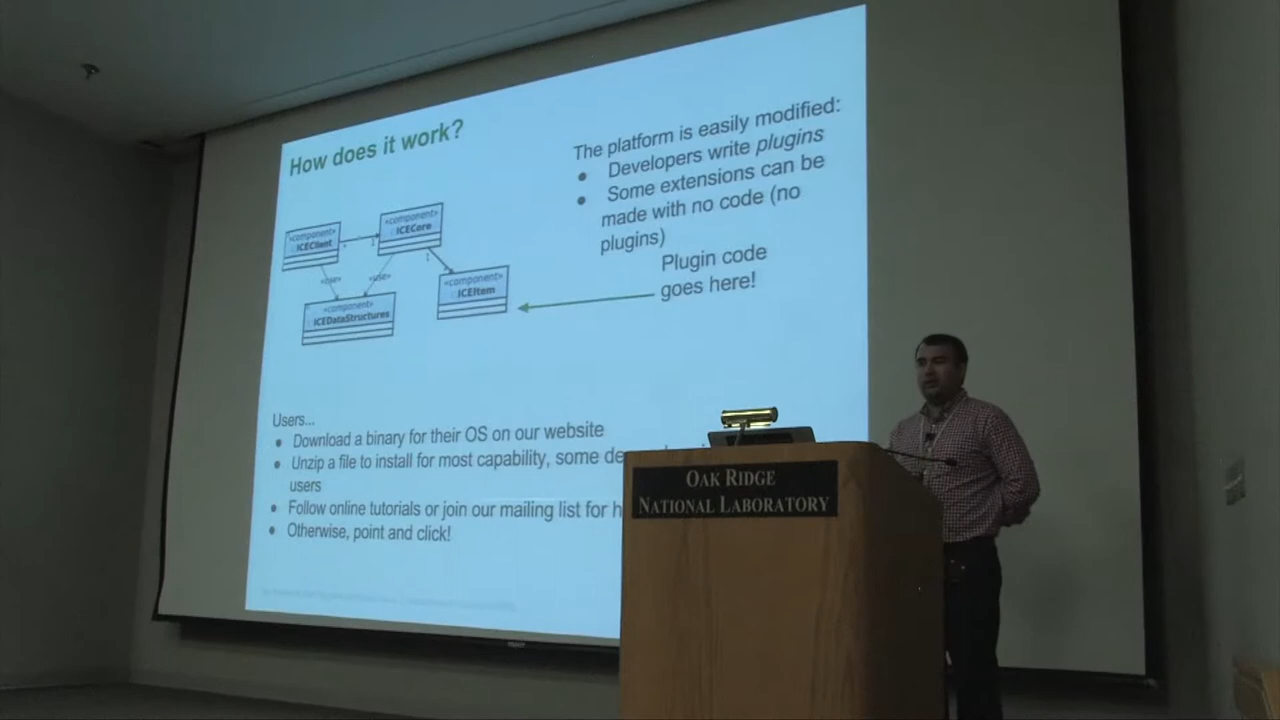 How does it work?
The platform is easily modified:
● Developers write plugins
● Some extensions can be
made with no code (no
plugins)
Plugin code
goes here!
«component»
ICEClient
«component»
ICECore
«component»
ICEItem
«component»
ICEDataStructures
«use»
«use»
1
1
Users...
● Download a binary for their OS on our website
● Unzip a file to install for most capability, some
users
● Follow online tutorials or join our mailing list for
● Otherwise, point and click!
OAK RIDGE
NATIONAL LABORATORY